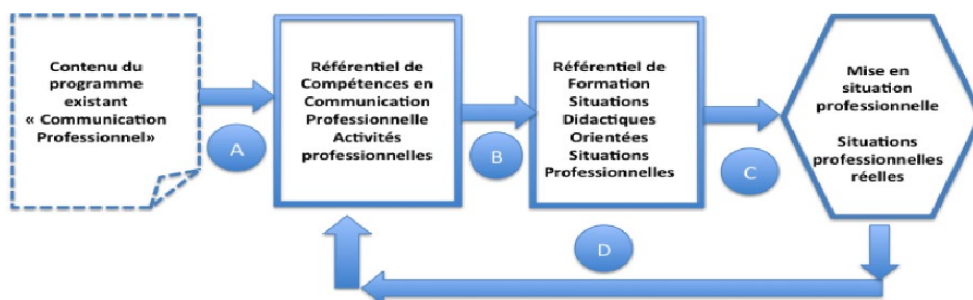 Contenu du
programme
existant
« Communication
Professionnel»
A
Référentiel de
Compétences en
Communication
Professionnelle
Activités
professionnelles
B
Référentiel de
Formation
Situations
Didactiques
Orientées
Situations
Professionnelles
C
Mise en
situation
professionnelle
Situations
professionnelles
réelles
D